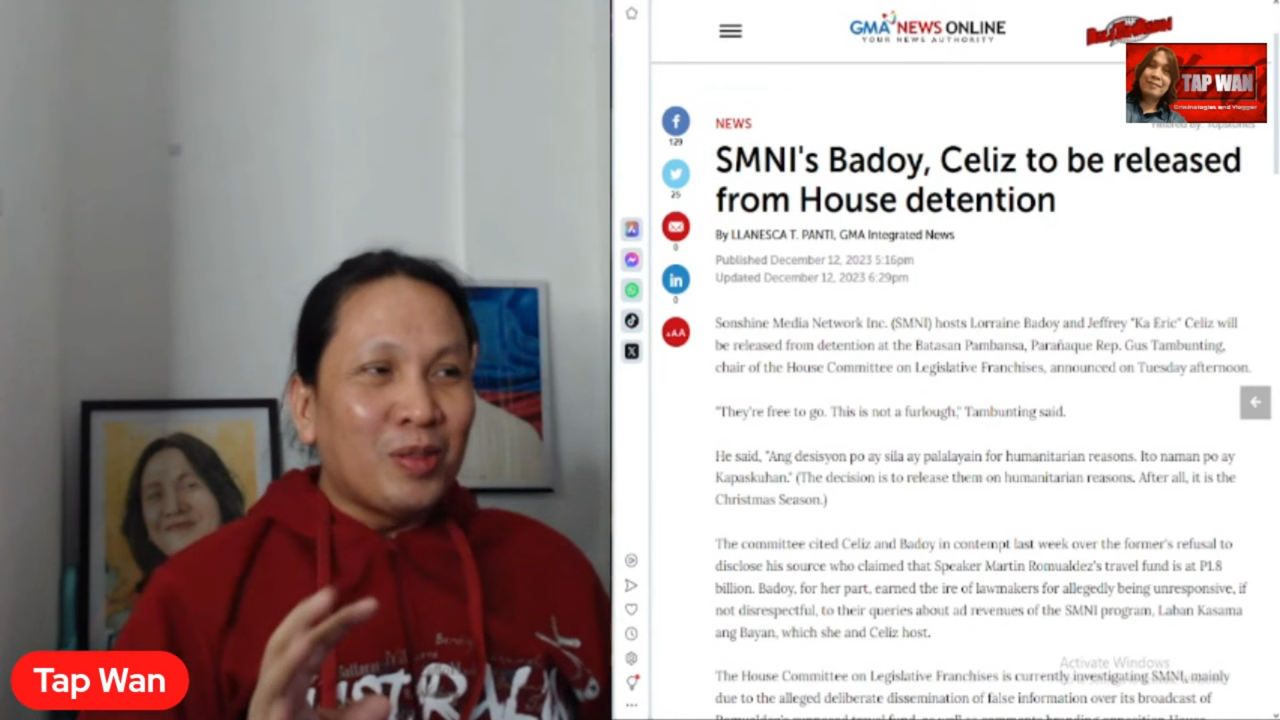 GMA NEWS ONLINE
YOUR NEWS AUTHORITY
TAP WAN
Criminologist and Vlogger
129
25
0
0
AAA
NEWS
SMNI's Badoy, Celiz to be released
from House detention
By LLANESCA T. PANTI, GMA Integrated News
Published December 12, 2023 5:16pm
Updated December 12, 2023 6:29pm
Sonshine Media Network Inc. (SMNI) hosts Lorraine Badoy and Jeffrey "Ka Eric" Celiz will
be released from detention at the Batasan Pambansa, Parañaque Rep. Gus Tambunting,
chair of the House Committee on Legislative Franchises, announced on Tuesday afternoon.
"They're free to go. This is not a furlough," Tambunting said.
He said, "Ang desisyon po ay sila ay palalayain for humanitarian reasons. Ito naman po ay
Kapaskuhan." (The decision is to release them on humanitarian reasons. After all, it is the
Christmas Season.)
The committee cited Celiz and Badoy in contempt last week over the former's refusal to
disclose his source who claimed that Speaker Martin Romualdez's travel fund is at P1.8
billion. Badoy, for her part, earned the ire of lawmakers for allegedly being unresponsive, if
not disrespectful, to their queries about ad revenues of the SMNI program, Laban Kasama
ang Bayan, which she and Celiz host.
Activate Windows
The House Committee on Legislative Franchises is currently investigating SMNI, mainly
due to the alleged deliberate dissemination of false information over its broadcast of
Tap Wan